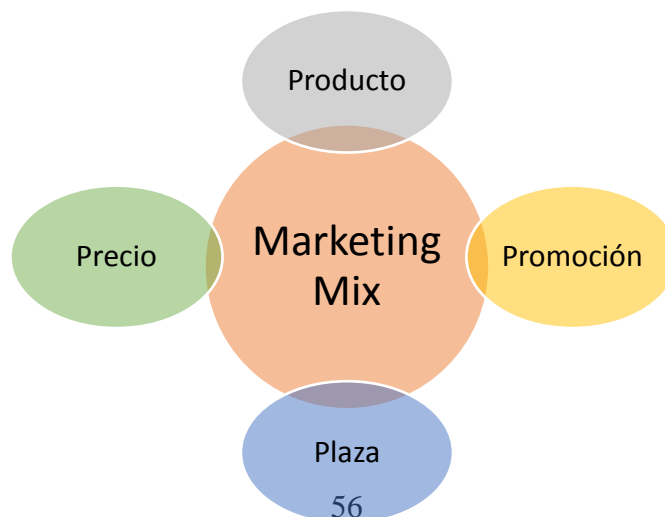 Producto
Precio
Marketing
Mix
Promoción
Plaza
56